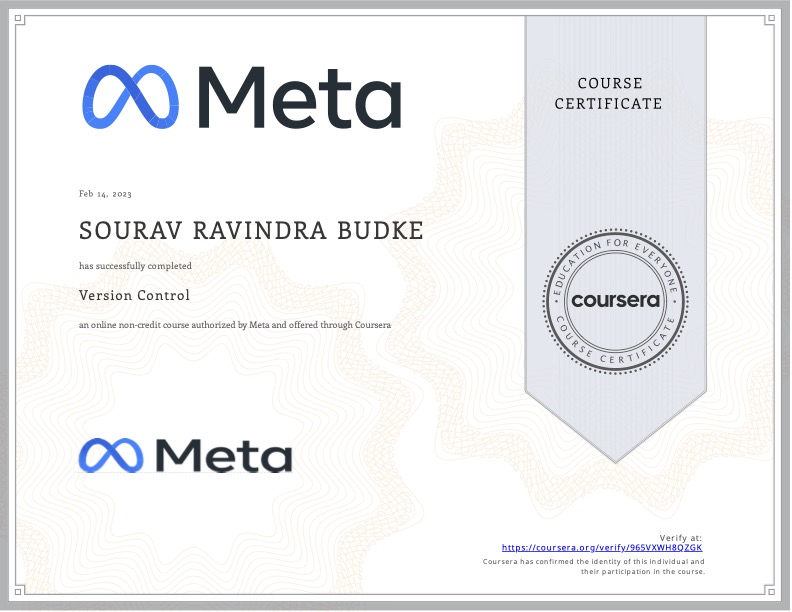 Meta
COURSE
CERTIFICATE
Feb 14, 2023
SOURAV RAVINDRA BUDKE
has successfully completed
Version Control
an online non-credit course authorized by Meta and offered through Coursera
EDUCATION FOR EVERYONE
coursera
COURSE CERTIFICATE
Meta
Verify at:
https://coursera.org/verify/965VXWH8QZGK
Coursera has confirmed the identity of this individual and
their participation in the course.